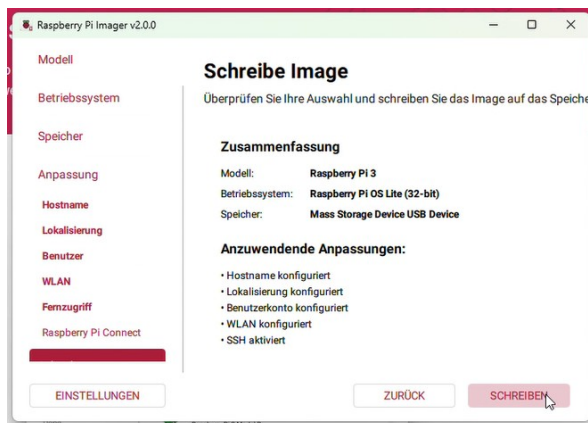 Raspberry Pi Imager v2.0.0
Modell
Betriebssystem
Speicher
Anpassung
Hostname
Lokalisierung
Benutzer
WLAN
Fernzugriff
Raspberry Pi Connect
EINSTELLUNGEN
Schreibe Image
Überprüfen Sie Ihre Auswahl und schreiben Sie das Image auf das Speiche
Zusammenfassung
Modell: Raspberry Pi 3
Betriebssystem: Raspberry Pi OS Lite (32-bit)
Speicher: Mass Storage Device USB Device
Anzuwendende Anpassungen:
• Hostname konfiguriert
• Lokalisierung konfiguriert
• Benutzerkonto konfiguriert
• WLAN konfiguriert
• SSH aktiviert
ZURÜCK
SCHREIBEN